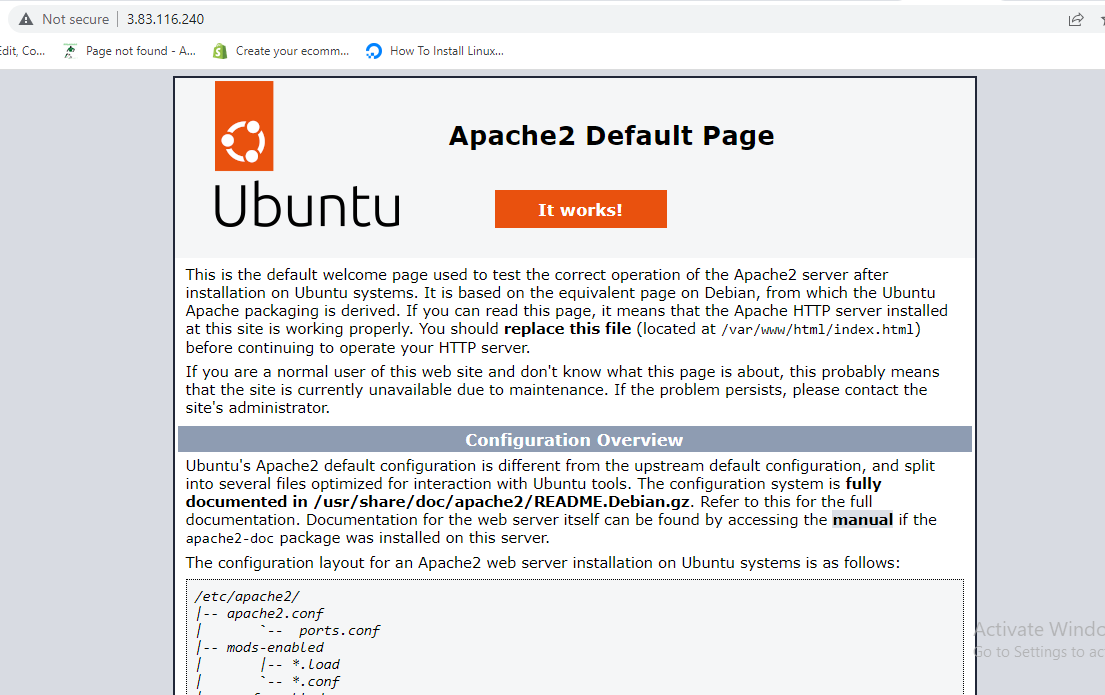 Not secure 3.83.116.240
Edit, Co... Page not found - A... Create your ecomm... How To Install Linux...
Apache2 Default Page
Ubuntu
It works!
This is the default welcome page used to test the correct operation of the Apache2 server after
installation on Ubuntu systems. It is based on the equivalent page on Debian, from which the Ubuntu
Apache packaging is derived. If you can read this page, it means that the Apache HTTP server installed
at this site is working properly. You should replace this file (located at /var/www/html/index.html)
before continuing to operate your HTTP server.
If you are a normal user of this web site and don't know what this page is about, this probably means
that the site is currently unavailable due to maintenance. If the problem persists, please contact the
site's administrator.
Configuration Overview
Ubuntu's Apache2 default configuration is different from the upstream default configuration, and split
into several files optimized for interaction with Ubuntu tools. The configuration system is fully
documented in /usr/share/doc/apache2/README.Debian.gz. Refer to this for the full
documentation. Documentation for the web server itself can be found by accessing the manual if the
apache2-doc package was installed on this server.
The configuration layout for an Apache2 web server installation on Ubuntu systems is as follows:
/etc/apache2/
|-- apache2.conf
|       `--  ports.conf
|-- mods-enabled
|       |-- *.load
|       `-- *.conf
Activate Windo
Go to Settings to ac